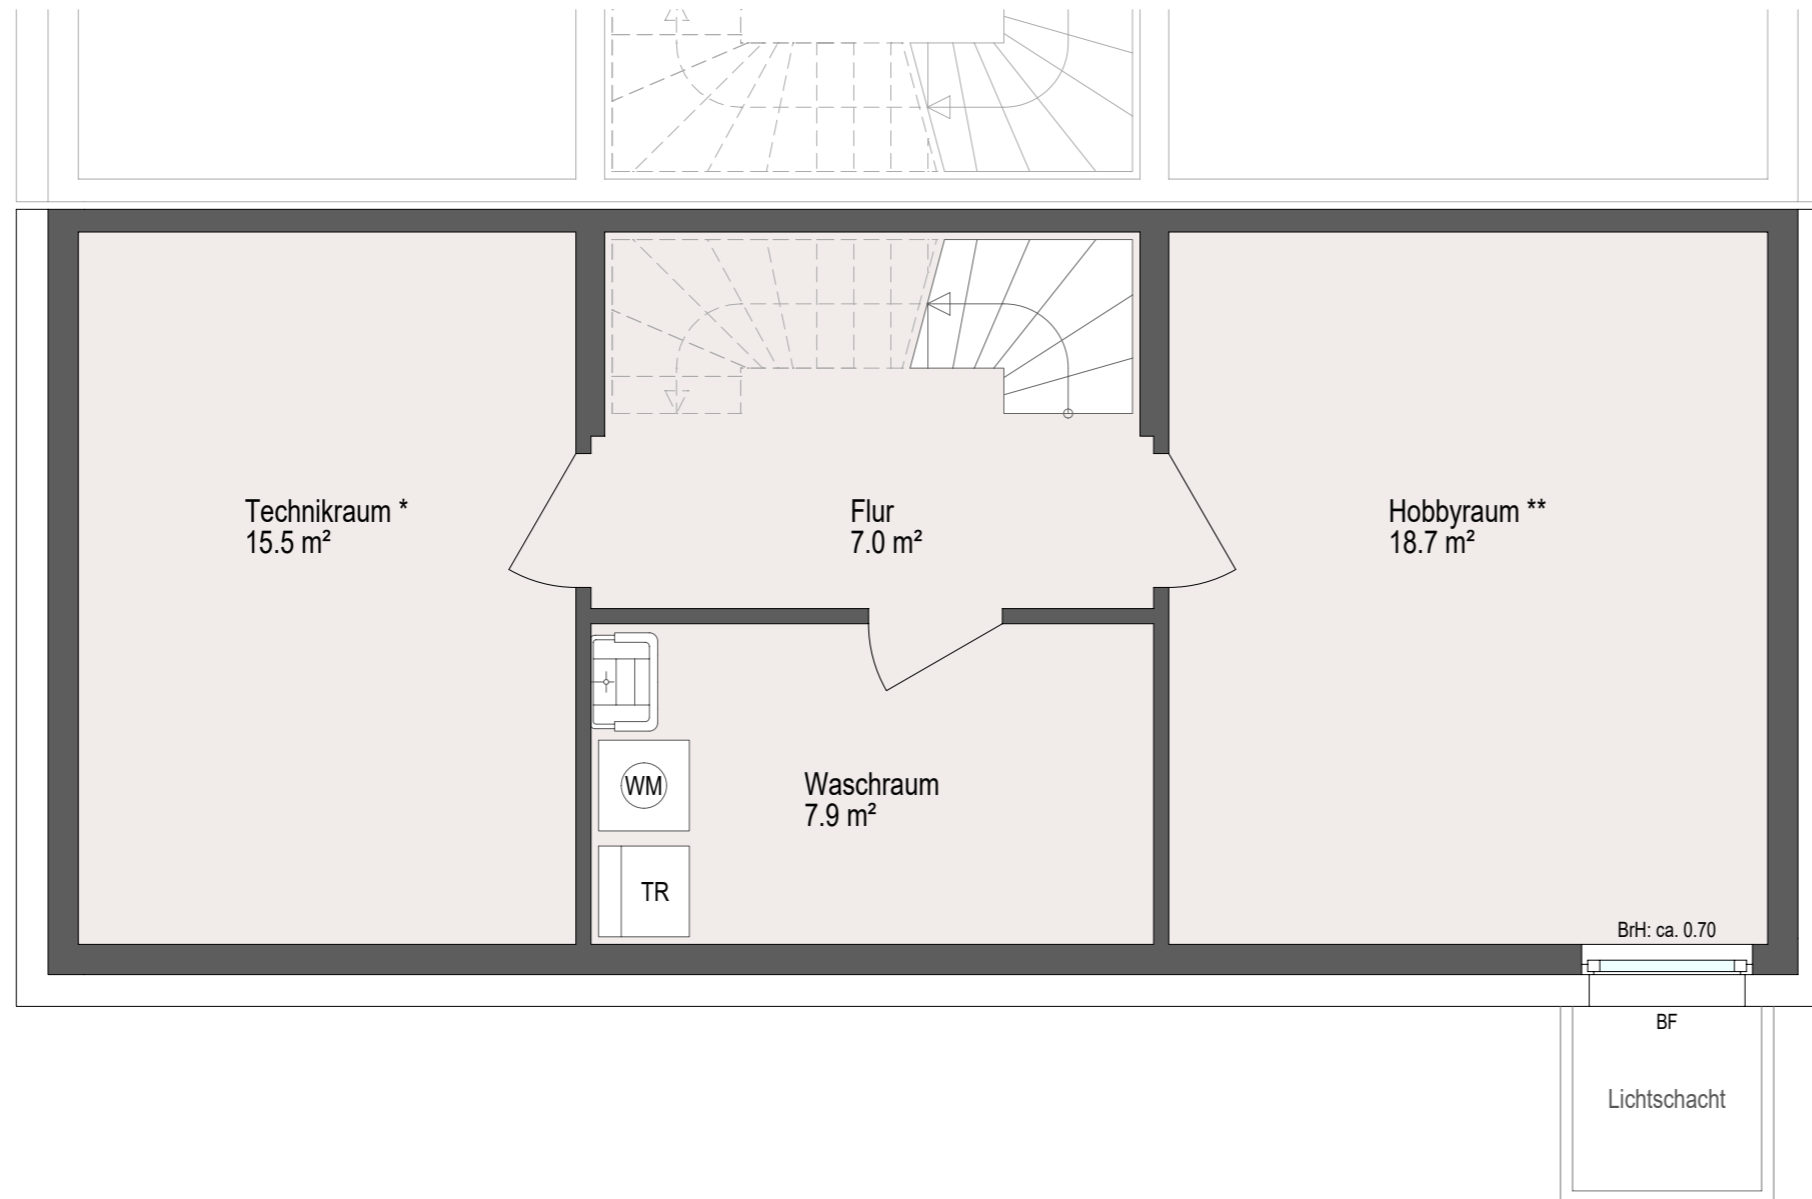 Technikraum *
15.5 m²
Flur
7.0 m²
Hobbyraum **
18.7 m²
WM
Waschraum
7.9 m²
TR
BrH: ca. 0.70
BF
Lichtschacht